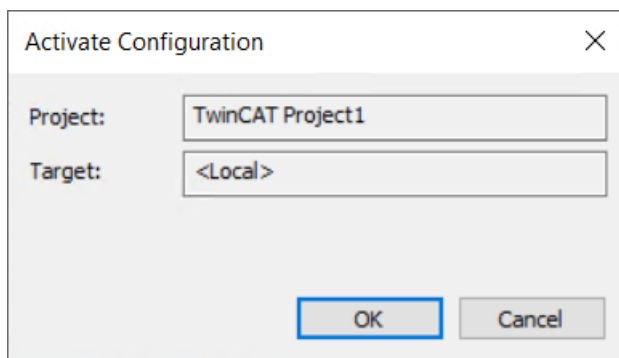 Activate Configuration
Project: TwinCAT Project1
Target: <Local>
OK Cancel